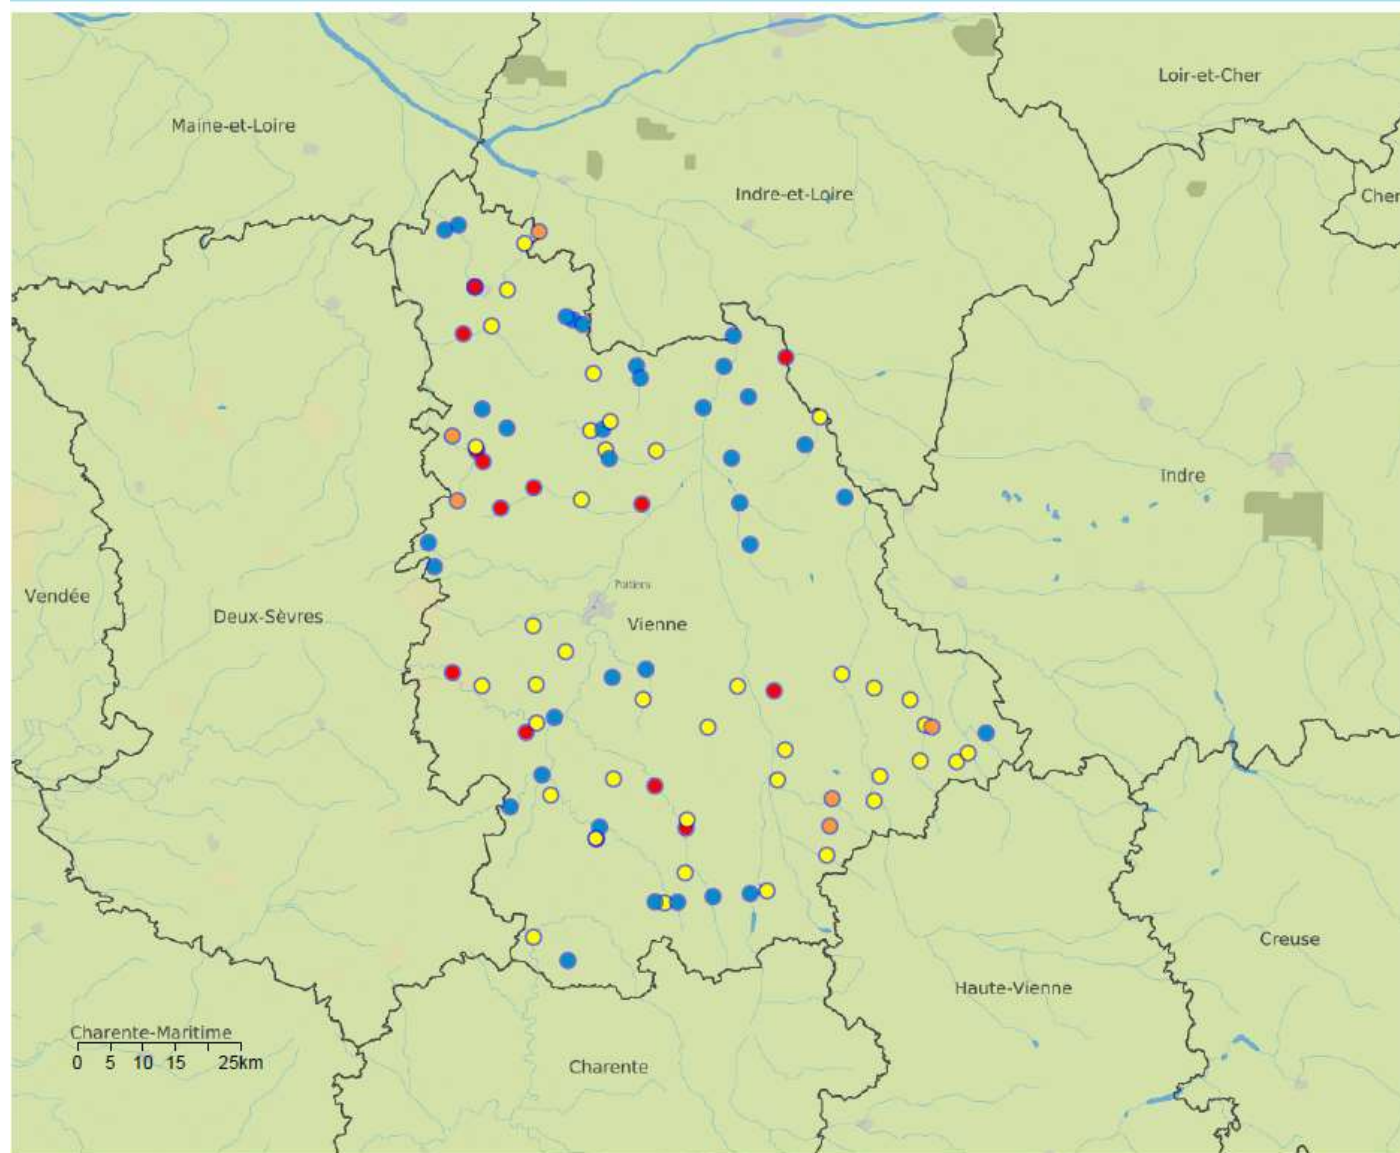 Loir-et-Cher
Maine-et-Loire
Indre-et-Loire
Cher
Indre
Poitiers
Vendée
Deux-Sèvres
Vienne
Creuse
Haute-Vienne
Charente-Maritime
0 5 10 15 25km
Charente